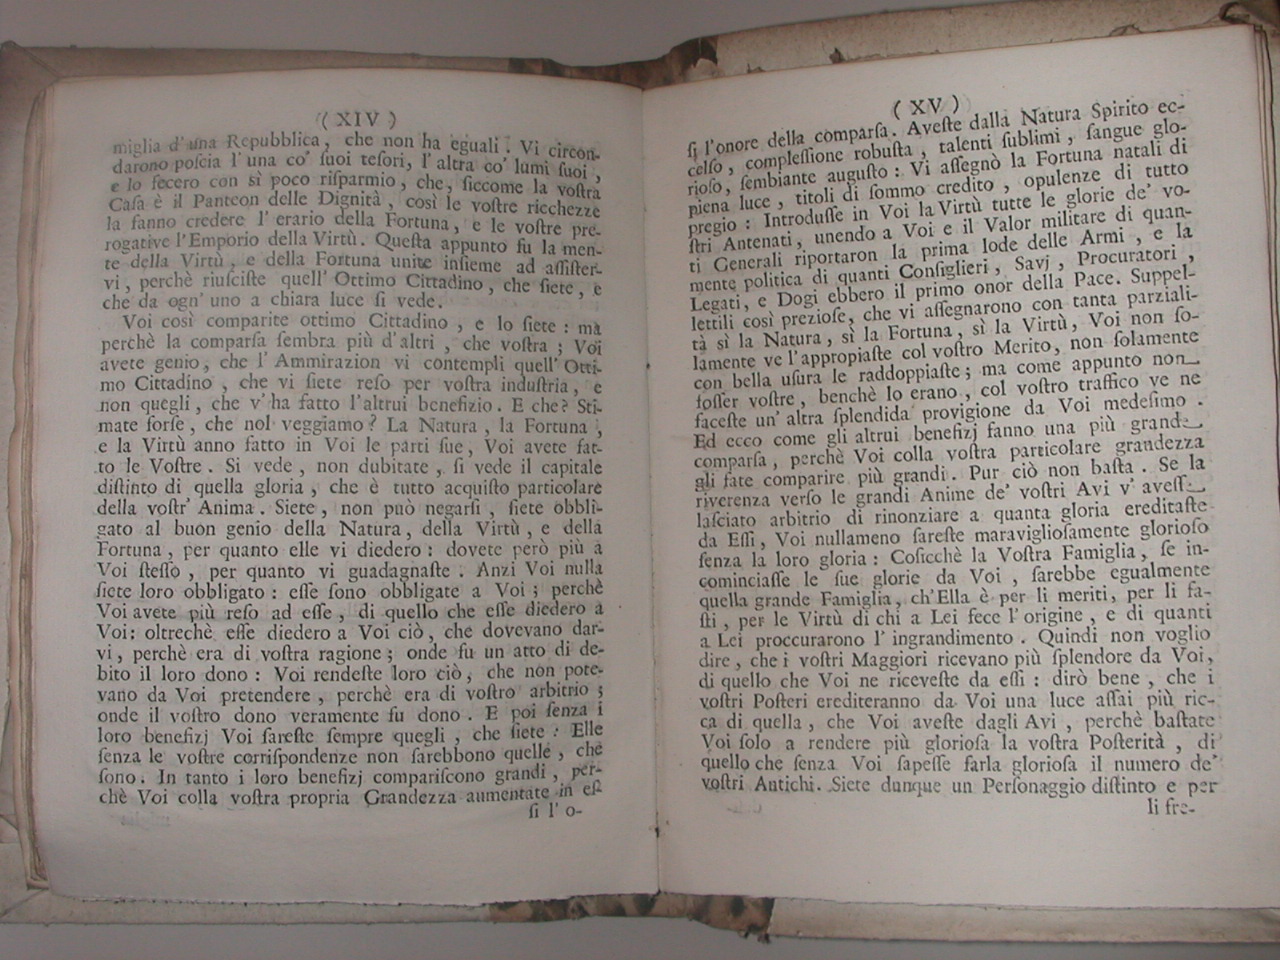 ( XIV )
miglia d'una Repubblica, che non ha eguali. Vi circon-
darono poſcia l'una co' ſuoi teſori, l'altra co' lumi ſuoi,
e lo fecero con sì poco riſparmio, che, ſiccome la voſtra
Caſa è il Panteon delle Dignità, così le voſtre ricchezze
la fanno credere l'erario della Fortuna, e le voſtre pre-
rogative l'Emporio della Virtù. Queſta appunto fu la men-
te della Virtù, e della Fortuna unite inſieme ad aſſiſter-
vi, perchè riuſciſte quell'Ottimo Cittadino, che ſiete, e
che da ogn'uno a chiara luce ſi vede.
Voi così comparite ottimo Cittadino, e lo ſiete: ma
perchè la comparſa ſembra più d'altri, che voſtra; Voi
avete genio, che l'Ammirazion vi contempli quell'Otti-
mo Cittadino, che vi ſiete reſo per voſtra induſtria, e
non quegli, che v'ha fatto l'altrui benefizio. E che? Sti-
mate forſe, che nol veggiamo? La Natura, la Fortuna,
e la Virtù anno fatto in Voi le parti ſue, Voi avete fat-
to le Voſtre. Si vede, non dubitate, ſi vede il capitale
diſtinto di quella gloria, che è tutto acquiſto particolare
della voſtr'Anima. Siete, non può negarſi, ſiete obbli-
gato al buon genio della Natura, della Virtù, e della
Fortuna, per quanto elle vi diedero: dovete però più a
Voi ſteſſo, per quanto vi guadagnaſte. Anzi Voi nulla
ſiete loro obbligato: eſſe ſono obbligate a Voi; perchè
Voi avete più reſo ad eſſe, di quello che eſſe diedero a
Voi: oltrechè eſſe diedero a Voi ciò, che dovevano dar-
vi, perchè era di voſtra ragione; onde fu un atto di de-
bito il loro dono: Voi rendeſte loro ciò, che non pote-
vano da Voi pretendere, perchè era di voſtro arbitrio;
onde il voſtro dono veramente fu dono. E poi ſenza i
loro benefizj Voi ſareſte ſempre quegli, che ſiete: Elle
ſenza le voſtre corriſpondenze non ſarebbono quelle, che
ſono. In tanto i loro benefizj compariſcono grandi, per-
chè Voi colla voſtra propria Grandezza aumentate in eſ-
ſi l'o-
( XV )
ſi l'onore della comparſa. Aveſte dalla Natura Spirito ec-
celſo, compleſſione robuſta, talenti ſublimi, ſangue glo-
rioſo, ſembiante auguſto: Vi aſſegnò la Fortuna natali di
piena luce, titoli di ſommo credito, opulenze di tutto
pregio: Introduſſe in Voi la Virtù tutte le glorie de' vo-
ſtri Antenati, unendo a Voi e il Valor militare di quan-
ti Generali riportaron la prima lode delle Armi, e la
mente politica di quanti Conſiglieri, Savj, Procuratori,
Legati, e Dogi ebbero il primo onor della Pace. Suppel-
lettili così prezioſe, che vi aſſegnarono con tanta parziali-
tà sì la Natura, sì la Fortuna, sì la Virtù, Voi non ſo-
lamente ve l'appropiaſte col voſtro Merito, non ſolamente
con bella uſura le raddoppiaſte; ma come appunto non
foſſer voſtre, benchè lo erano, col voſtro traffico ve ne
faceſte un'altra ſplendida provigione da Voi medeſimo.
Ed ecco come gli altrui benefizj fanno una più grande
comparſa, perchè Voi colla voſtra particolare grandezza
gli fate comparire più grandi. Pur ciò non baſta. Se la
riverenza verſo le grandi Anime de' voſtri Avi v'aveſſe
laſciato arbitrio di rinonziare a quanta gloria ereditaſte
da Eſſi, Voi nullameno ſareſte maraviglioſamente glorioſo
ſenza la loro gloria: Coſicchè la Voſtra Famiglia, ſe in-
cominciaſſe le ſue glorie da Voi, ſarebbe egualmente
quella grande Famiglia, ch'Ella è per li meriti, per li fa-
ſti, per le Virtù di chi a Lei fece l'origine, e di quanti
a Lei proccurarono l'ingrandimento. Quindi non voglio
dire, che i voſtri Maggiori ricevano più ſplendore da Voi,
di quello che Voi ne riceveſte da eſſi: dirò bene, che i
voſtri Poſteri erediteranno da Voi una luce aſſai più ric-
ca di quella, che Voi aveſte dagli Avi, perchè baſtate
Voi ſolo a rendere più glorioſa la voſtra Poſterità, di
quello che ſenza Voi ſapeſſe farla glorioſa il numero de'
voſtri Antichi. Siete dunque un Perſonaggio diſtinto e per
li fre-